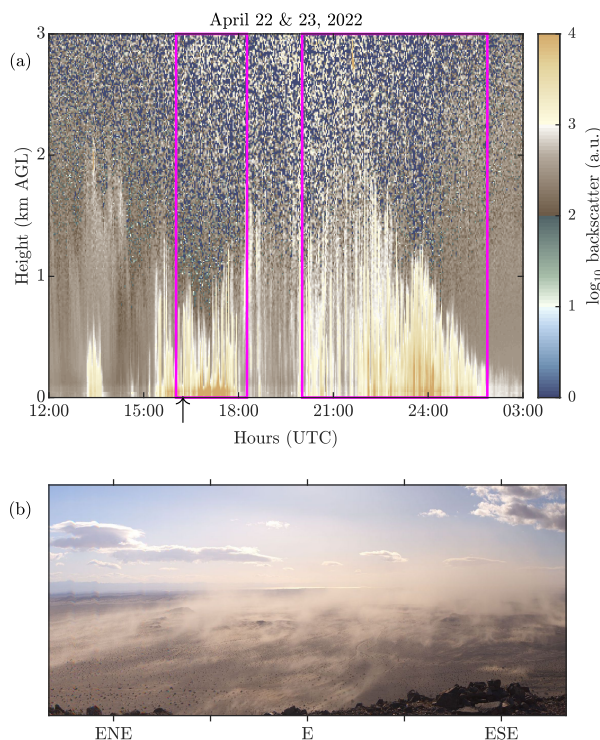 April 22 & 23, 2022
(a)
3
2
1
0
Height (km AGL)
12:00 15:00 18:00 21:00 24:00 03:00
Hours (UTC)
4
3
2
1
0
log₁₀ backscatter (a.u.)
(b)
ENE E ESE